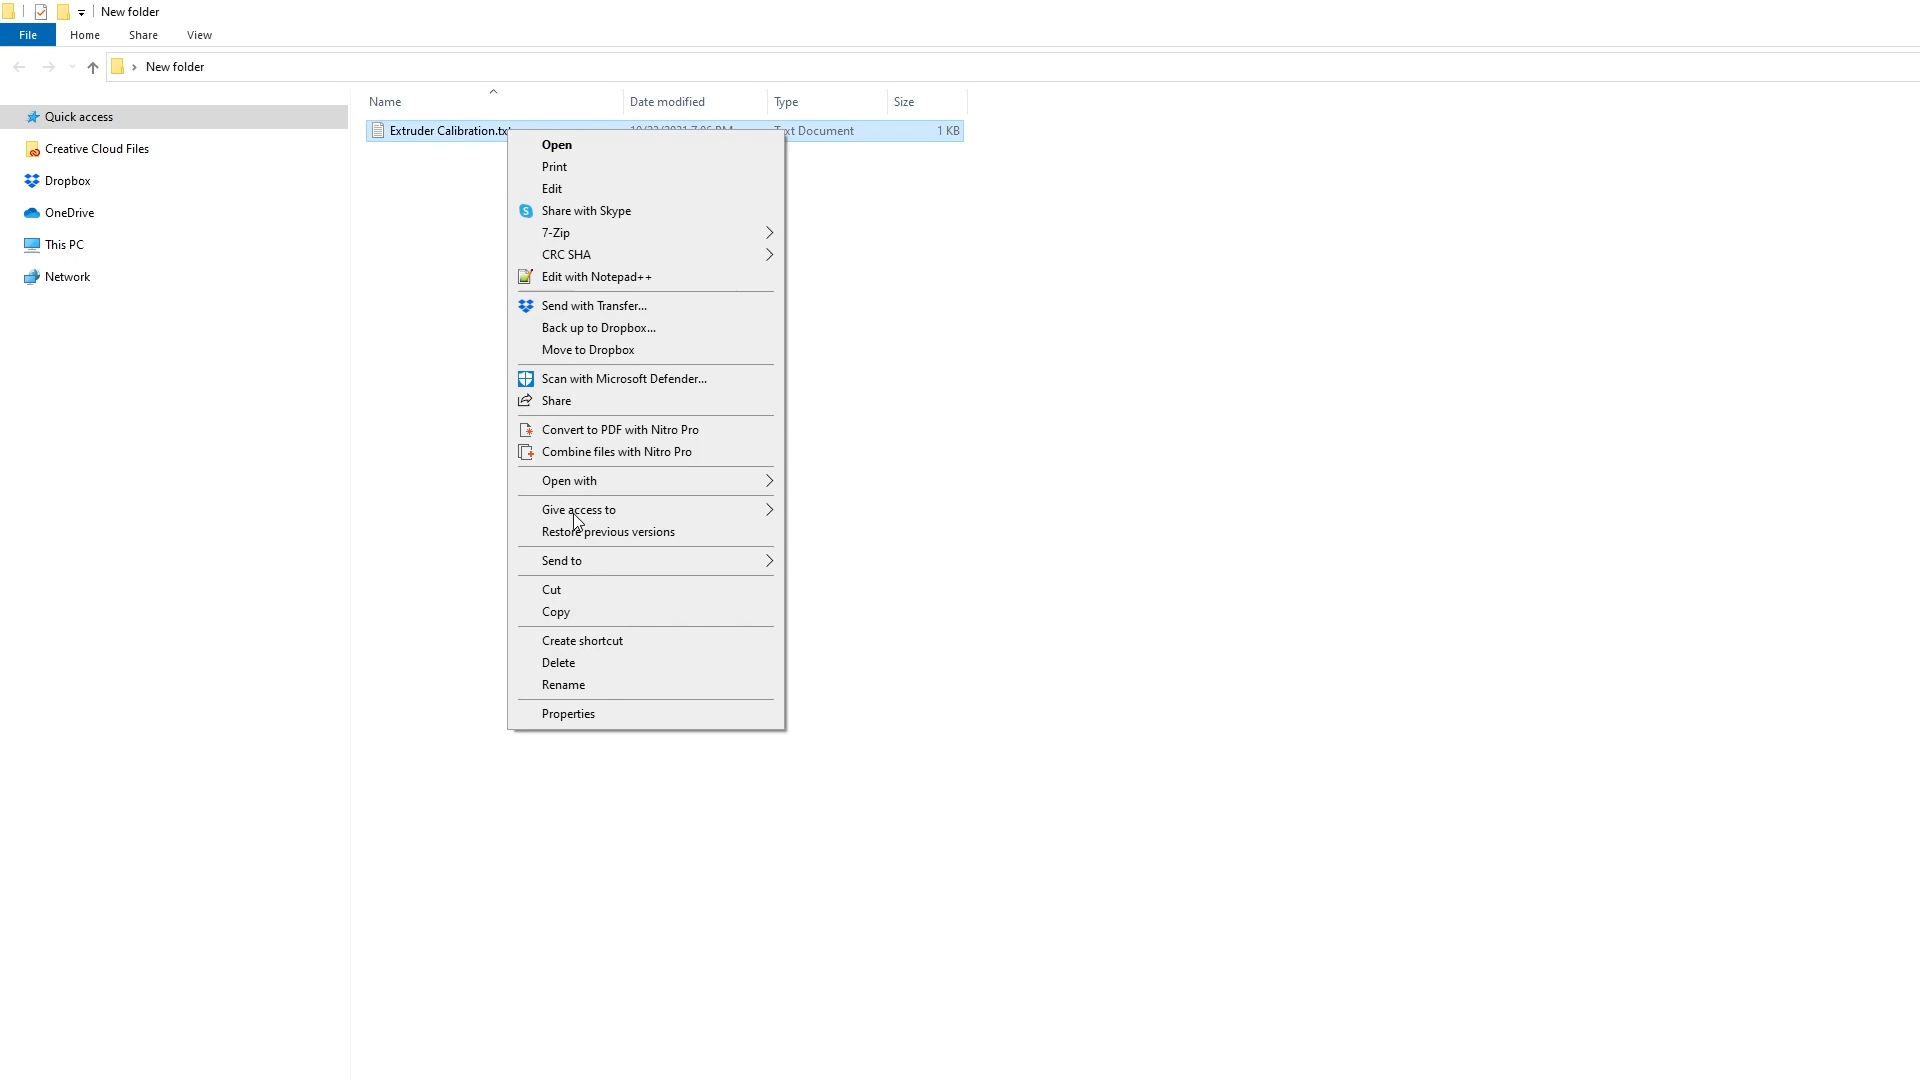 New folder
File Home Share View
New folder
Name Date modified Type Size
Quick access
Creative Cloud Files
Dropbox
OneDrive
This PC
Network
Extruder Calibration.txt Text Document 1 KB
Open
Print
Edit
Share with Skype
7-Zip
CRC SHA
Edit with Notepad++
Send with Transfer...
Back up to Dropbox...
Move to Dropbox
Scan with Microsoft Defender...
Share
Convert to PDF with Nitro Pro
Combine files with Nitro Pro
Open with
Give access to
Restore previous versions
Send to
Cut
Copy
Create shortcut
Delete
Rename
Properties